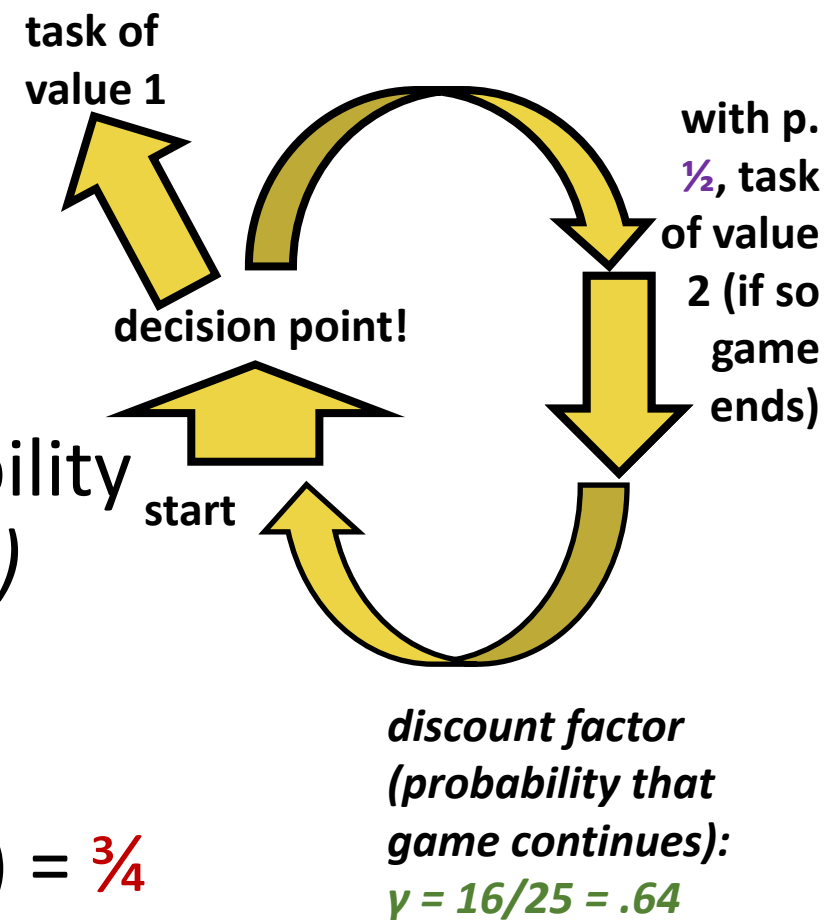 task of
value 1
with p.
½, task
of value
2 (if so
game
ends)
decision point!
start
discount factor
(probability that
game continues):
γ = 16/25 = .64
) = ¾